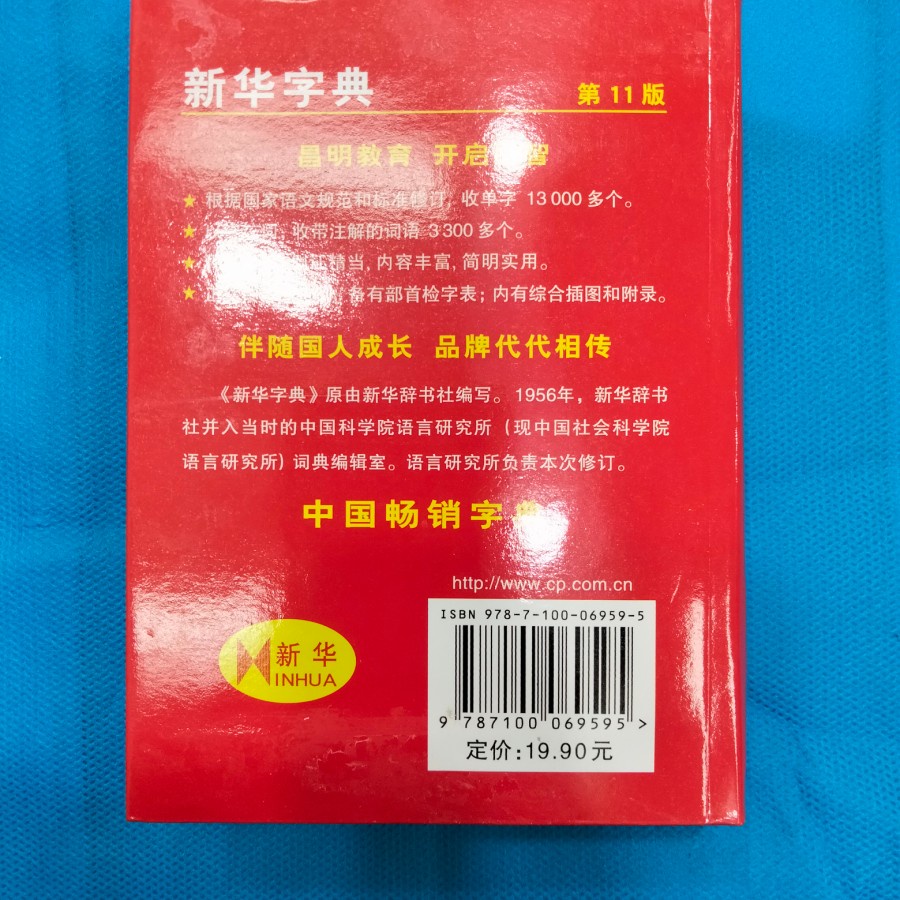 新华字典 第11版
昌明教育 开启 智
★ 根据国家语文规范和标准修订, 收单字 13 000 多个。
★ 收带注解的词语 3 300 多个。
★ 精当, 内容丰富, 简明实用。
★ 备有部首检字表; 内有综合插图和附录。
伴随国人成长 品牌代代相传
《新华字典》原由新华辞书社编写。1956年, 新华辞书
社并入当时的中国科学院语言研究所 (现中国社会科学院
语言研究所) 词典编辑室。语言研究所负责本次修订。
中国畅销字典
http://www.cp.com.cn
ISBN 978-7-100-06959-5
9 787100 069595 >
定价: 19.90元
新华
XINHUA